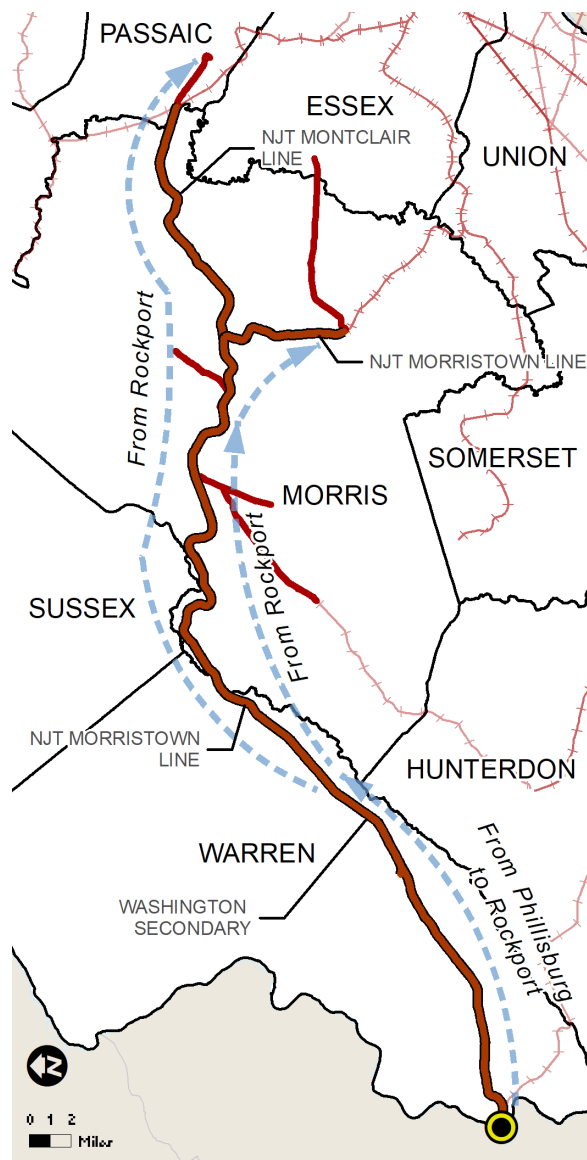 PASSAIC
ESSEX
NJT MONTCLAIR
LINE
UNION
From Rockport
NJT MORRISTOWN LINE
SOMERSET
MORRIS
From Rockport
SUSSEX
NJT MORRISTOWN
LINE
HUNTERDON
WARREN
From Phillisburg
to Rockport
WASHINGTON
SECONDARY
N
0 1 2
Miles